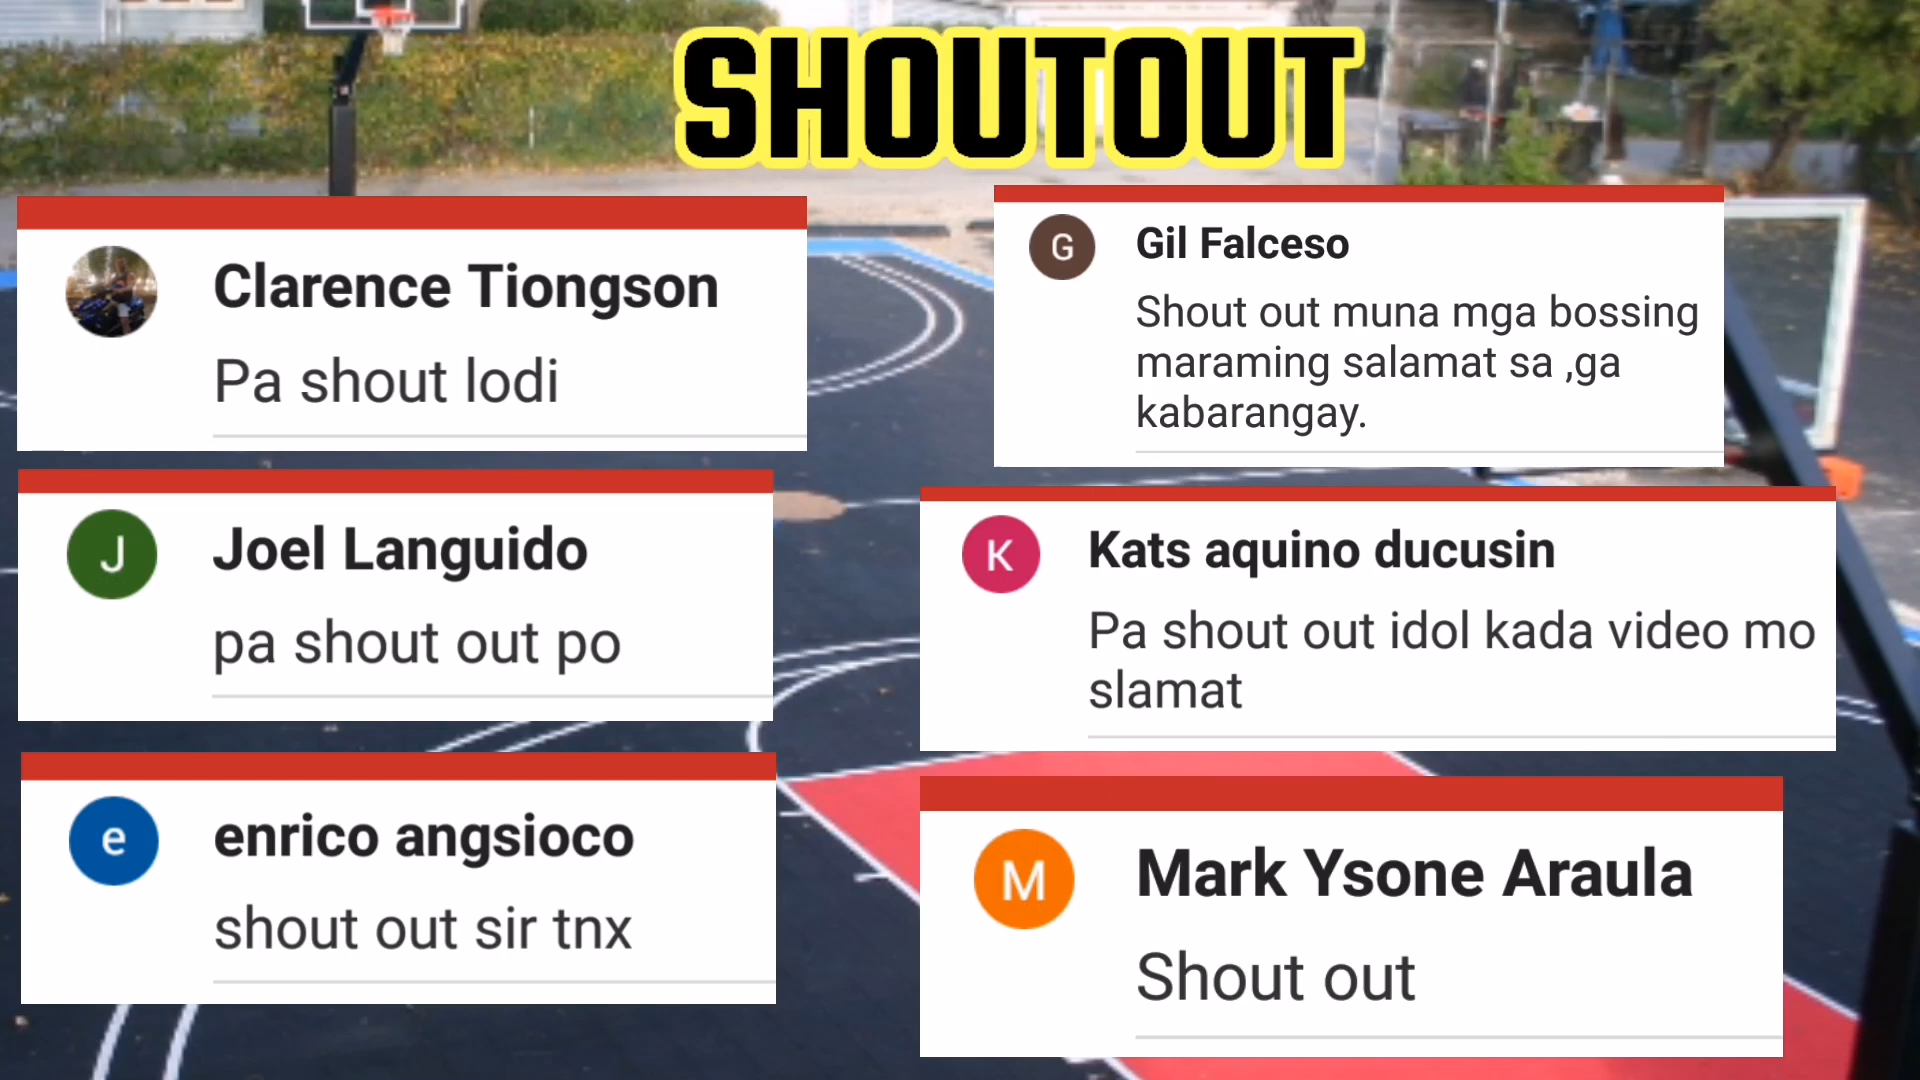 SHOUTOUT
Clarence Tiongson
Pa shout lodi
J
Joel Languido
pa shout out po
e
enrico angsioco
shout out sir tnx
G
Gil Falceso
Shout out muna mga bossing
maraming salamat sa ,ga
kabarangay.
K
Kats aquino ducusin
Pa shout out idol kada video mo
slamat
M
Mark Ysone Araula
Shout out